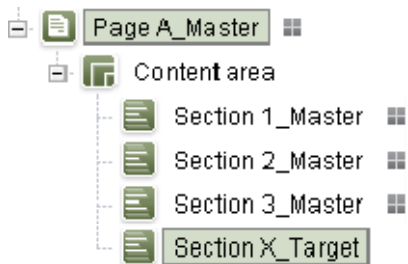 Page A_Master
Content area
Section 1_Master
Section 2_Master
Section 3_Master
Section X_Target